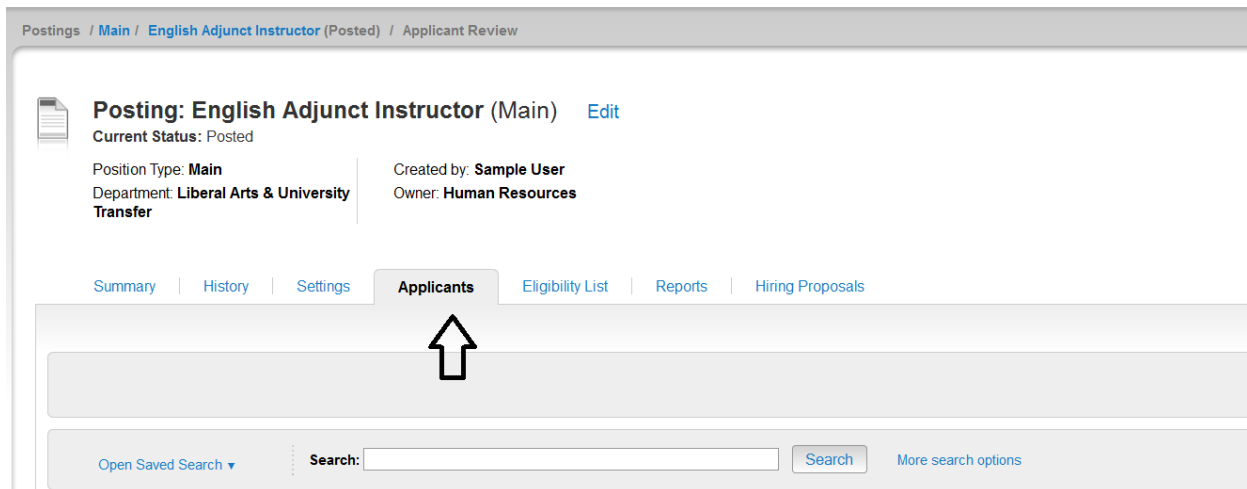 Postings / Main / English Adjunct Instructor (Posted) / Applicant Review
Posting: English Adjunct Instructor (Main) Edit
Current Status: Posted
Position Type: Main
Department: Liberal Arts & University
Transfer
Created by: Sample User
Owner: Human Resources
Summary History Settings Applicants Eligibility List Reports Hiring Proposals
Open Saved Search ▾ Search: Search More search options